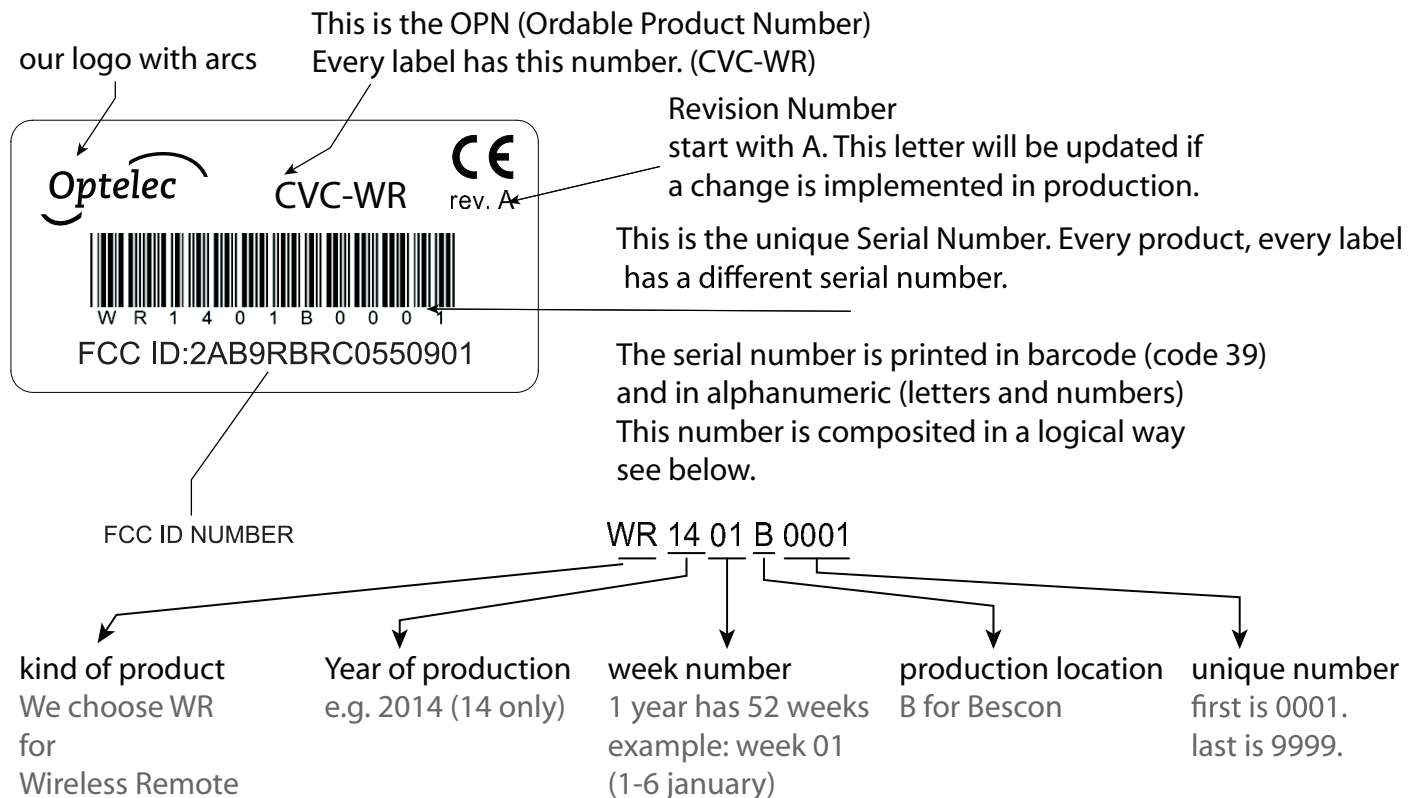 This is the OPN (Ordable Product Number)
our logo with arcs
Every label has this number. (CVC-WR)
Revision Number
start with A. This letter will be updated if
a change is implemented in production.
Optelec
CVC-WR
CE
rev. A
This is the unique Serial Number. Every product, every label
has a different serial number.
W R 1 4 0 1 B 0 0 0 1
FCC ID:2AB9RBRC0550901
The serial number is printed in barcode (code 39)
and in alphanumeric (letters and numbers)
This number is composited in a logical way
see below.
FCC ID NUMBER
WR 14 01 B 0001
kind of product
We choose WR
for
Wireless Remote
Year of production
e.g. 2014 (14 only)
week number
1 year has 52 weeks
example: week 01
(1-6 january)
production location
B for Bescon
unique number
first is 0001.
last is 9999.